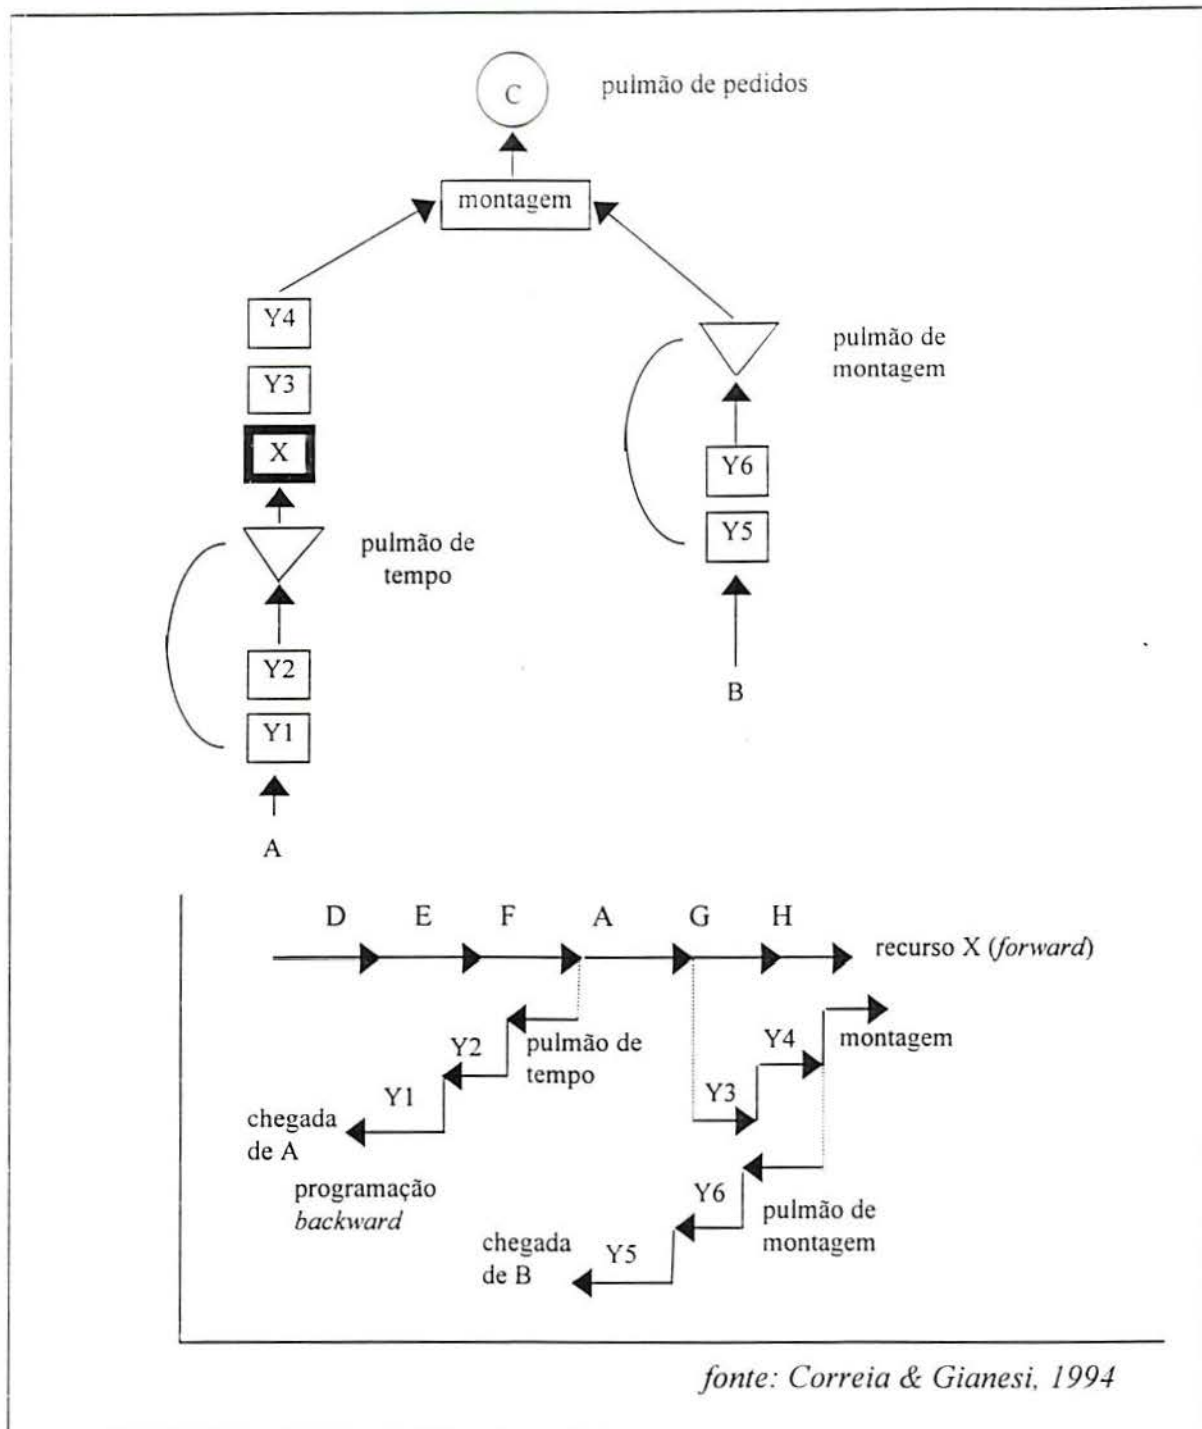 C
pulmão de pedidos
montagem
Y4
Y3
X
pulmão de
tempo
Y2
Y1
A
pulmão de
montagem
Y6
Y5
B
D E F A G H
recurso X (forward)
Y4
montagem
Y2
pulmão de
tempo
Y1
Y3
chegada
de A
programação
backward
Y6
pulmão de
montagem
chegada
de B
Y5
fonte: Correia & Gianesi, 1994